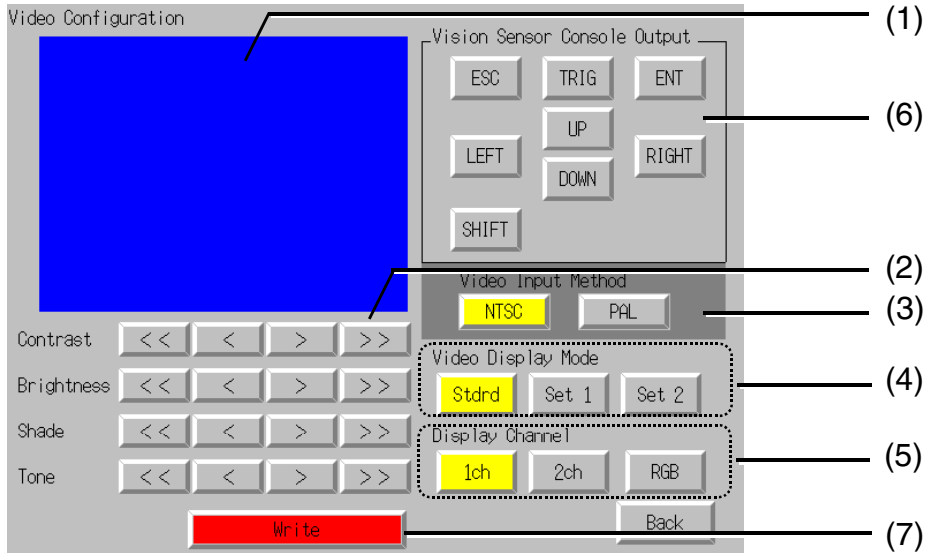 Video Configuration
(1)
Vision Sensor Console Output
ESC TRIG ENT
(6)
UP
LEFT RIGHT
DOWN
SHIFT
(2)
Video Input Method
NTSC PAL
(3)
Contrast << < > >>
Video Display Mode
(4)
Brightness << < > >>
Stdrd Set 1 Set 2
Shade << < > >>
Display Channel
(5)
Tone << < > >>
1ch 2ch RGB
Write
Back
(7)